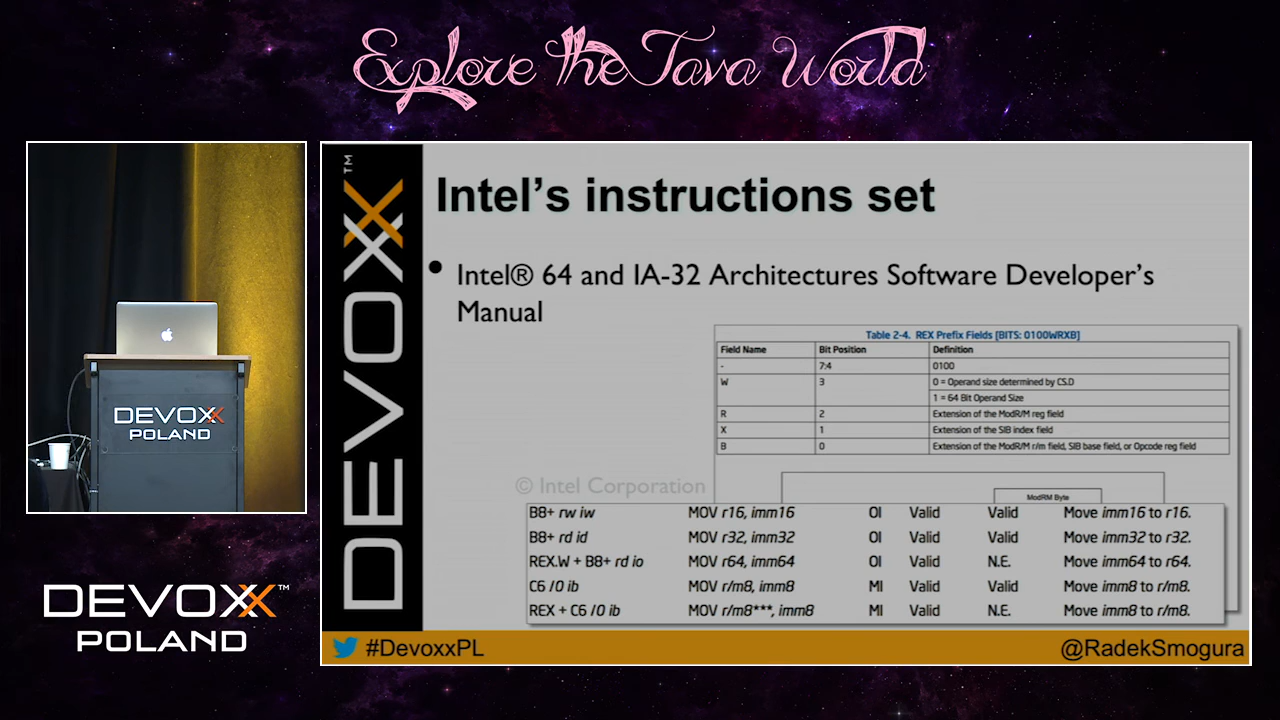 Explore the Java World
DEVOXX
POLAND
DEVOXX™
POLAND
DEVOXX™
Intel's instructions set
• Intel® 64 and IA-32 Architectures Software Developer's
Manual
Table 2-4. REX Prefix Fields [BITS: 0100WRXB]
Field Name Bit Position Definition
- 7:4 0100
W 3 0 = Operand size determined by CS.D
1 = 64 Bit Operand Size
R 2 Extension of the ModR/M reg field
X 1 Extension of the SIB index field
B 0 Extension of the ModR/M r/m field, SIB base field, or Opcode reg field
© Intel Corporation
ModRM Byte
B8+ rw iw MOV r16, imm16 OI Valid Valid Move imm16 to r16.
B8+ rd id MOV r32, imm32 OI Valid Valid Move imm32 to r32.
REX.W + B8+ rd io MOV r64, imm64 OI Valid N.E. Move imm64 to r64.
C6 /0 ib MOV r/m8, imm8 MI Valid Valid Move imm8 to r/m8.
REX + C6 /0 ib MOV r/m8***, imm8 MI Valid N.E. Move imm8 to r/m8.
#DevoxxPL
@RadekSmogura